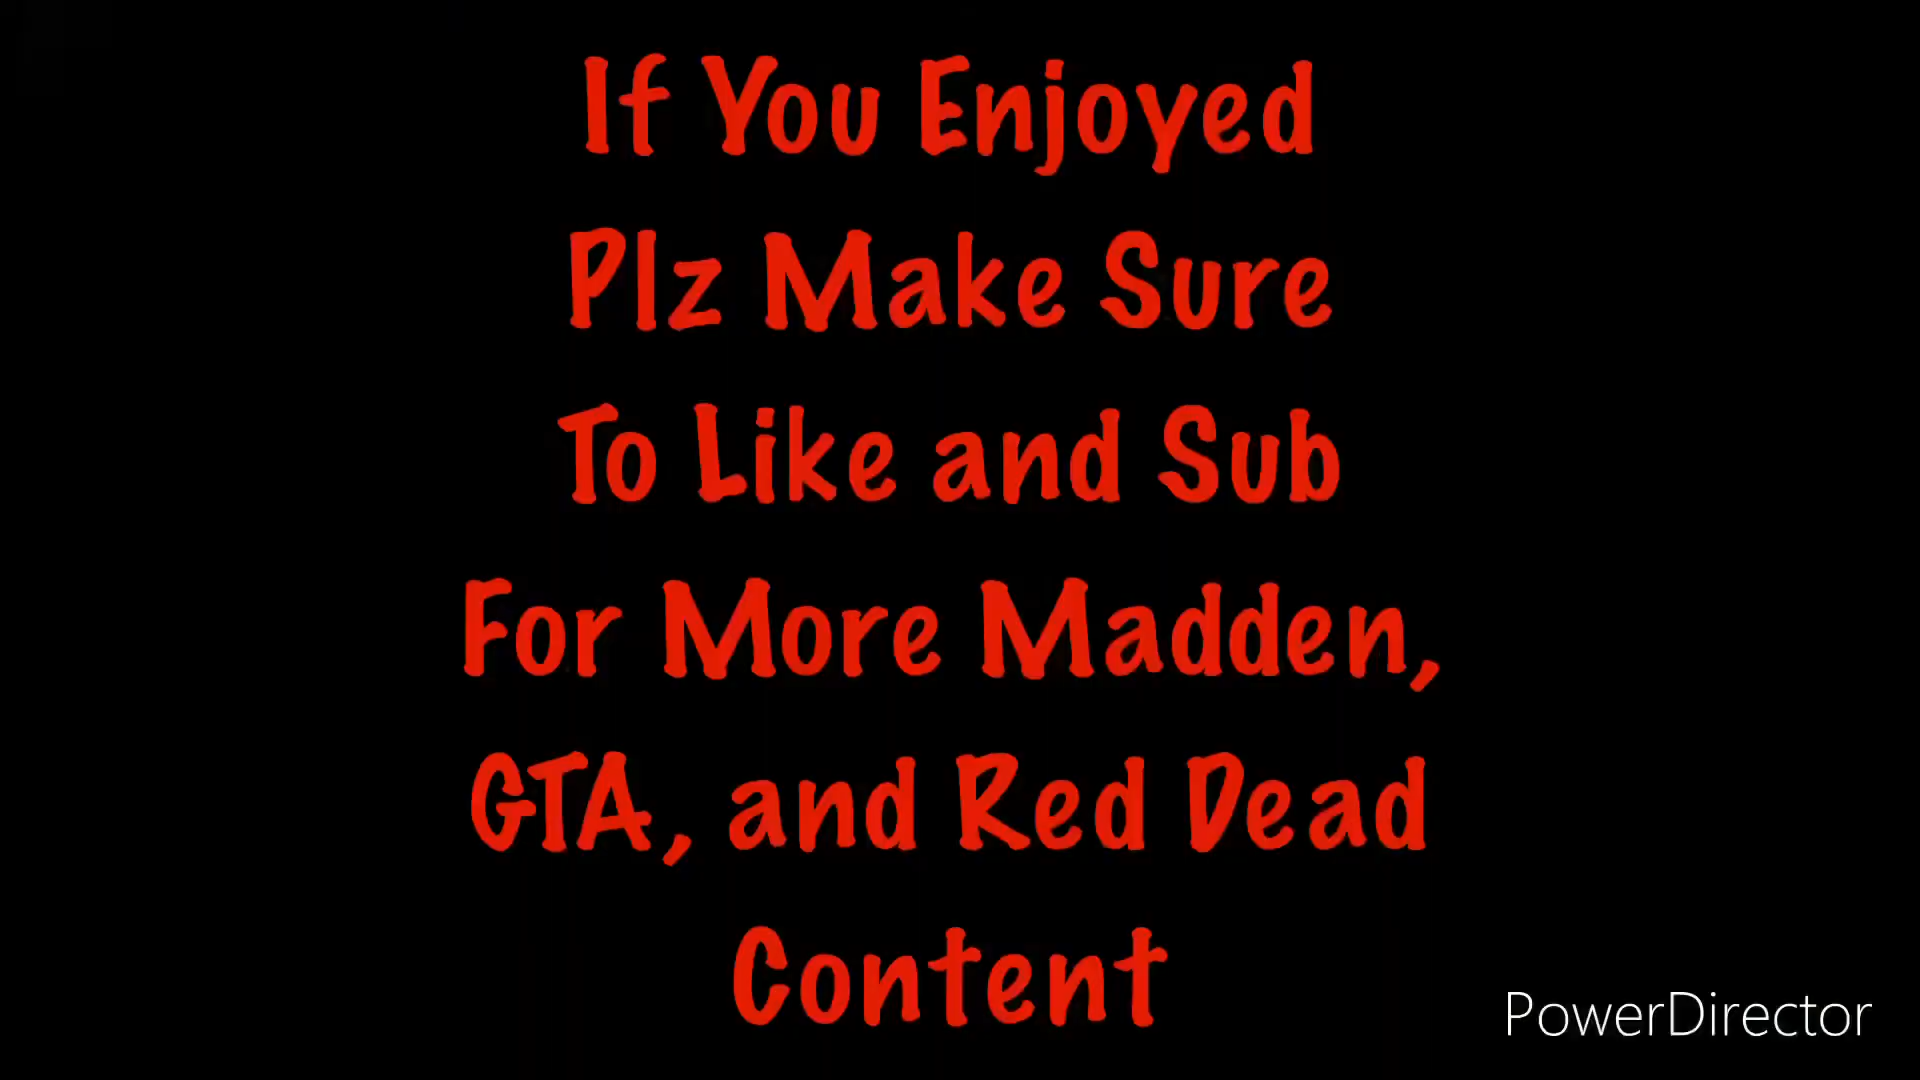 If You Enjoyed
Plz Make Sure
To Like and Sub
For More Madden,
GTA, and Red Dead
Content
PowerDirector